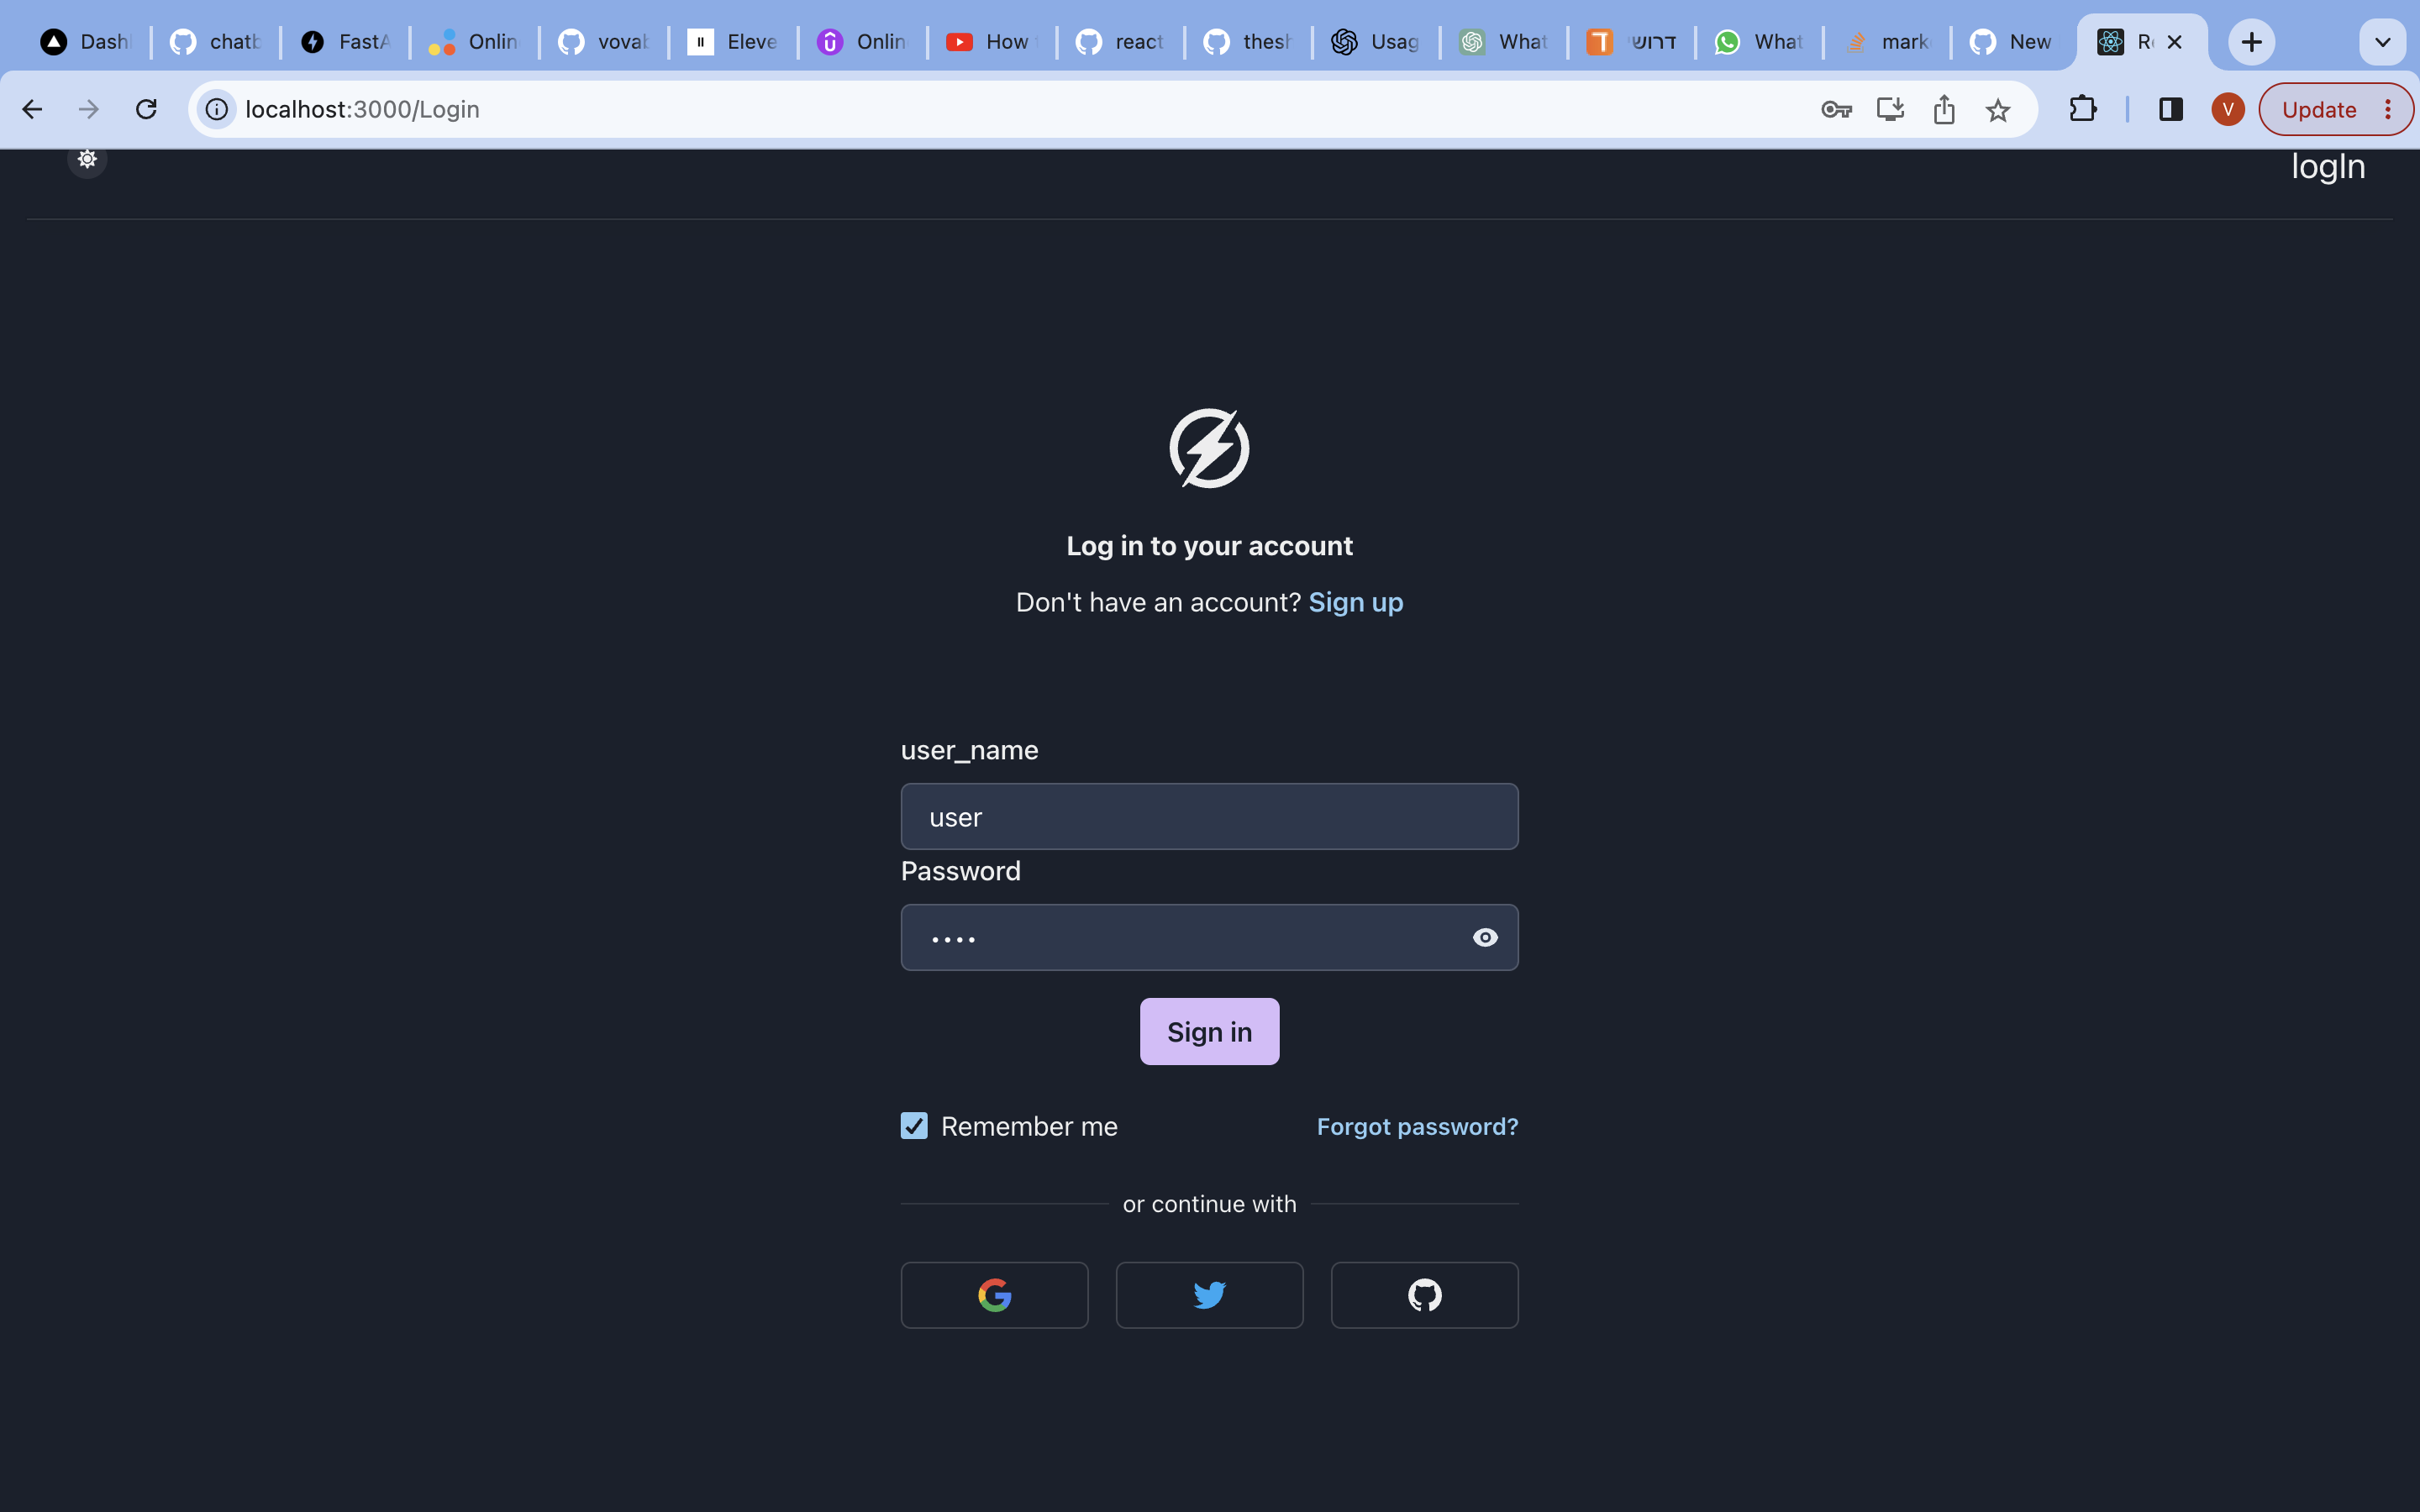 Dash chatb FastA Onlin vovab Eleve Onlin How react thesh Usag What דרושי What mark New Re
localhost:3000/Login V Update
logIn
Log in to your account
Don't have an account? Sign up
user_name
user
Password
Sign in
Remember me Forgot password?
or continue with